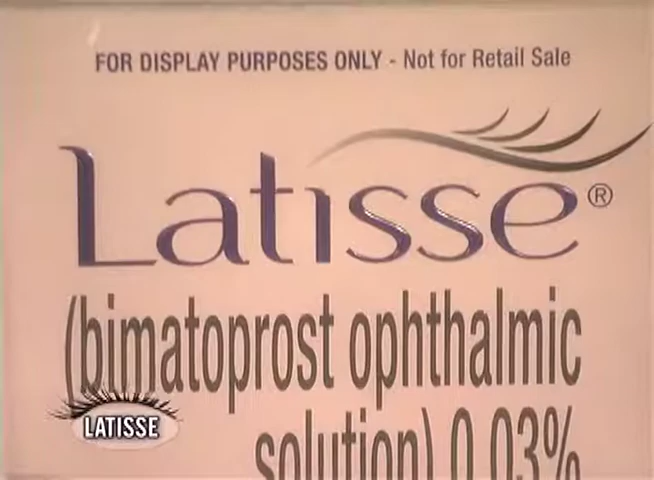 FOR DISPLAY PURPOSES ONLY - Not for Retail Sale
Latisse®
(bimatoprost ophthalmic
LATISSE
solution) 0.03%